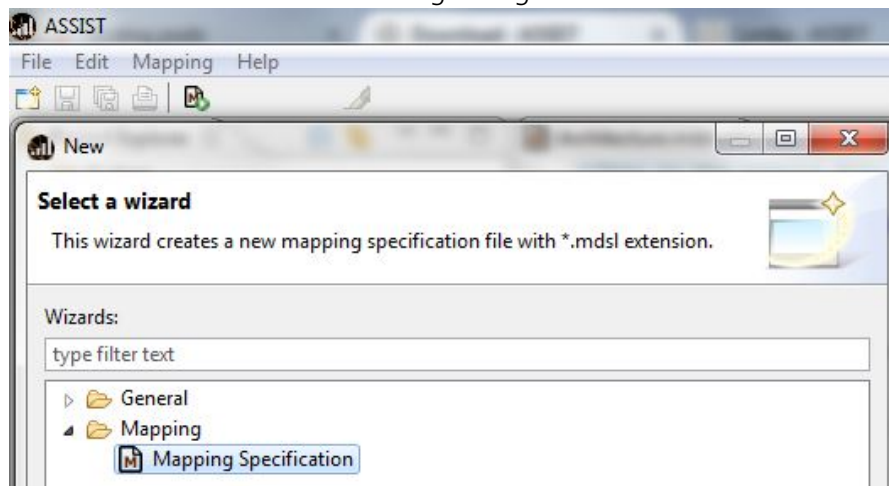 ASSIST
File Edit Mapping Help
New
Select a wizard
This wizard creates a new mapping specification file with *.mdsl extension.
Wizards:
type filter text
General
Mapping
Mapping Specification